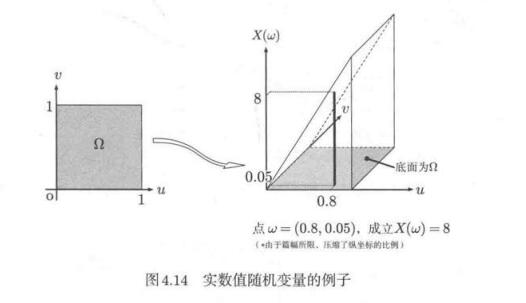 X(ω)
v
1
Ω
O
1
u
8
v
0.05
底面为Ω
0.8
u
点 ω = (0.8, 0.05)，成立X(ω) = 8
（*由于篇幅所限、压缩了纵坐标的比例）
图4.14 实数值随机变量的例子